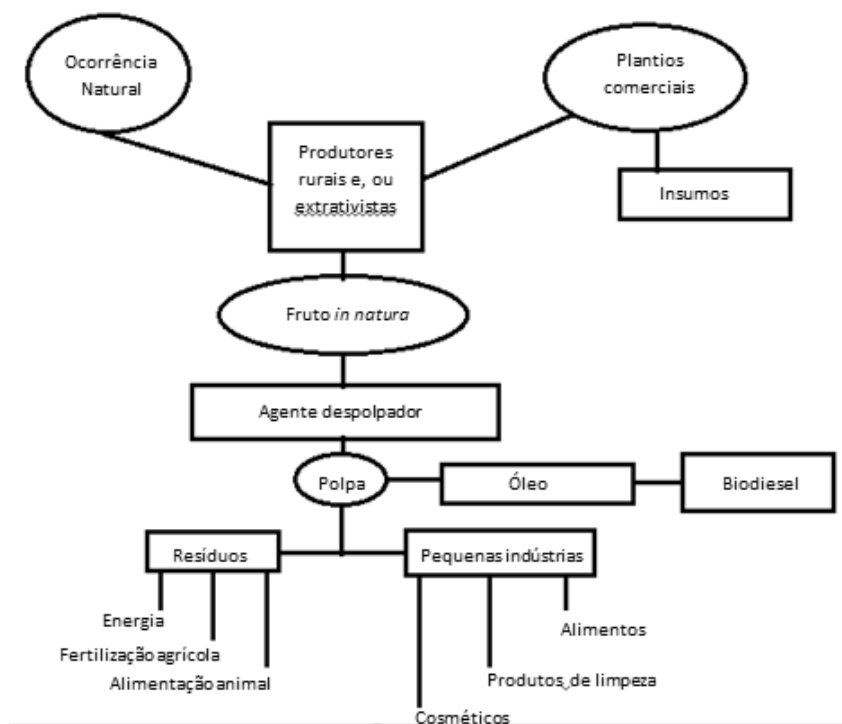 Ocorrência
Natural
Plantios
comerciais
Produtores
rurais e, ou
extrativistas
Insumos
Fruto in natura
Agente despolpador
Polpa
Óleo
Biodiesel
Resíduos
Pequenas indústrias
Energia
Fertilização agrícola
Alimentação animal
Alimentos
Produtos de limpeza
Cosméticos